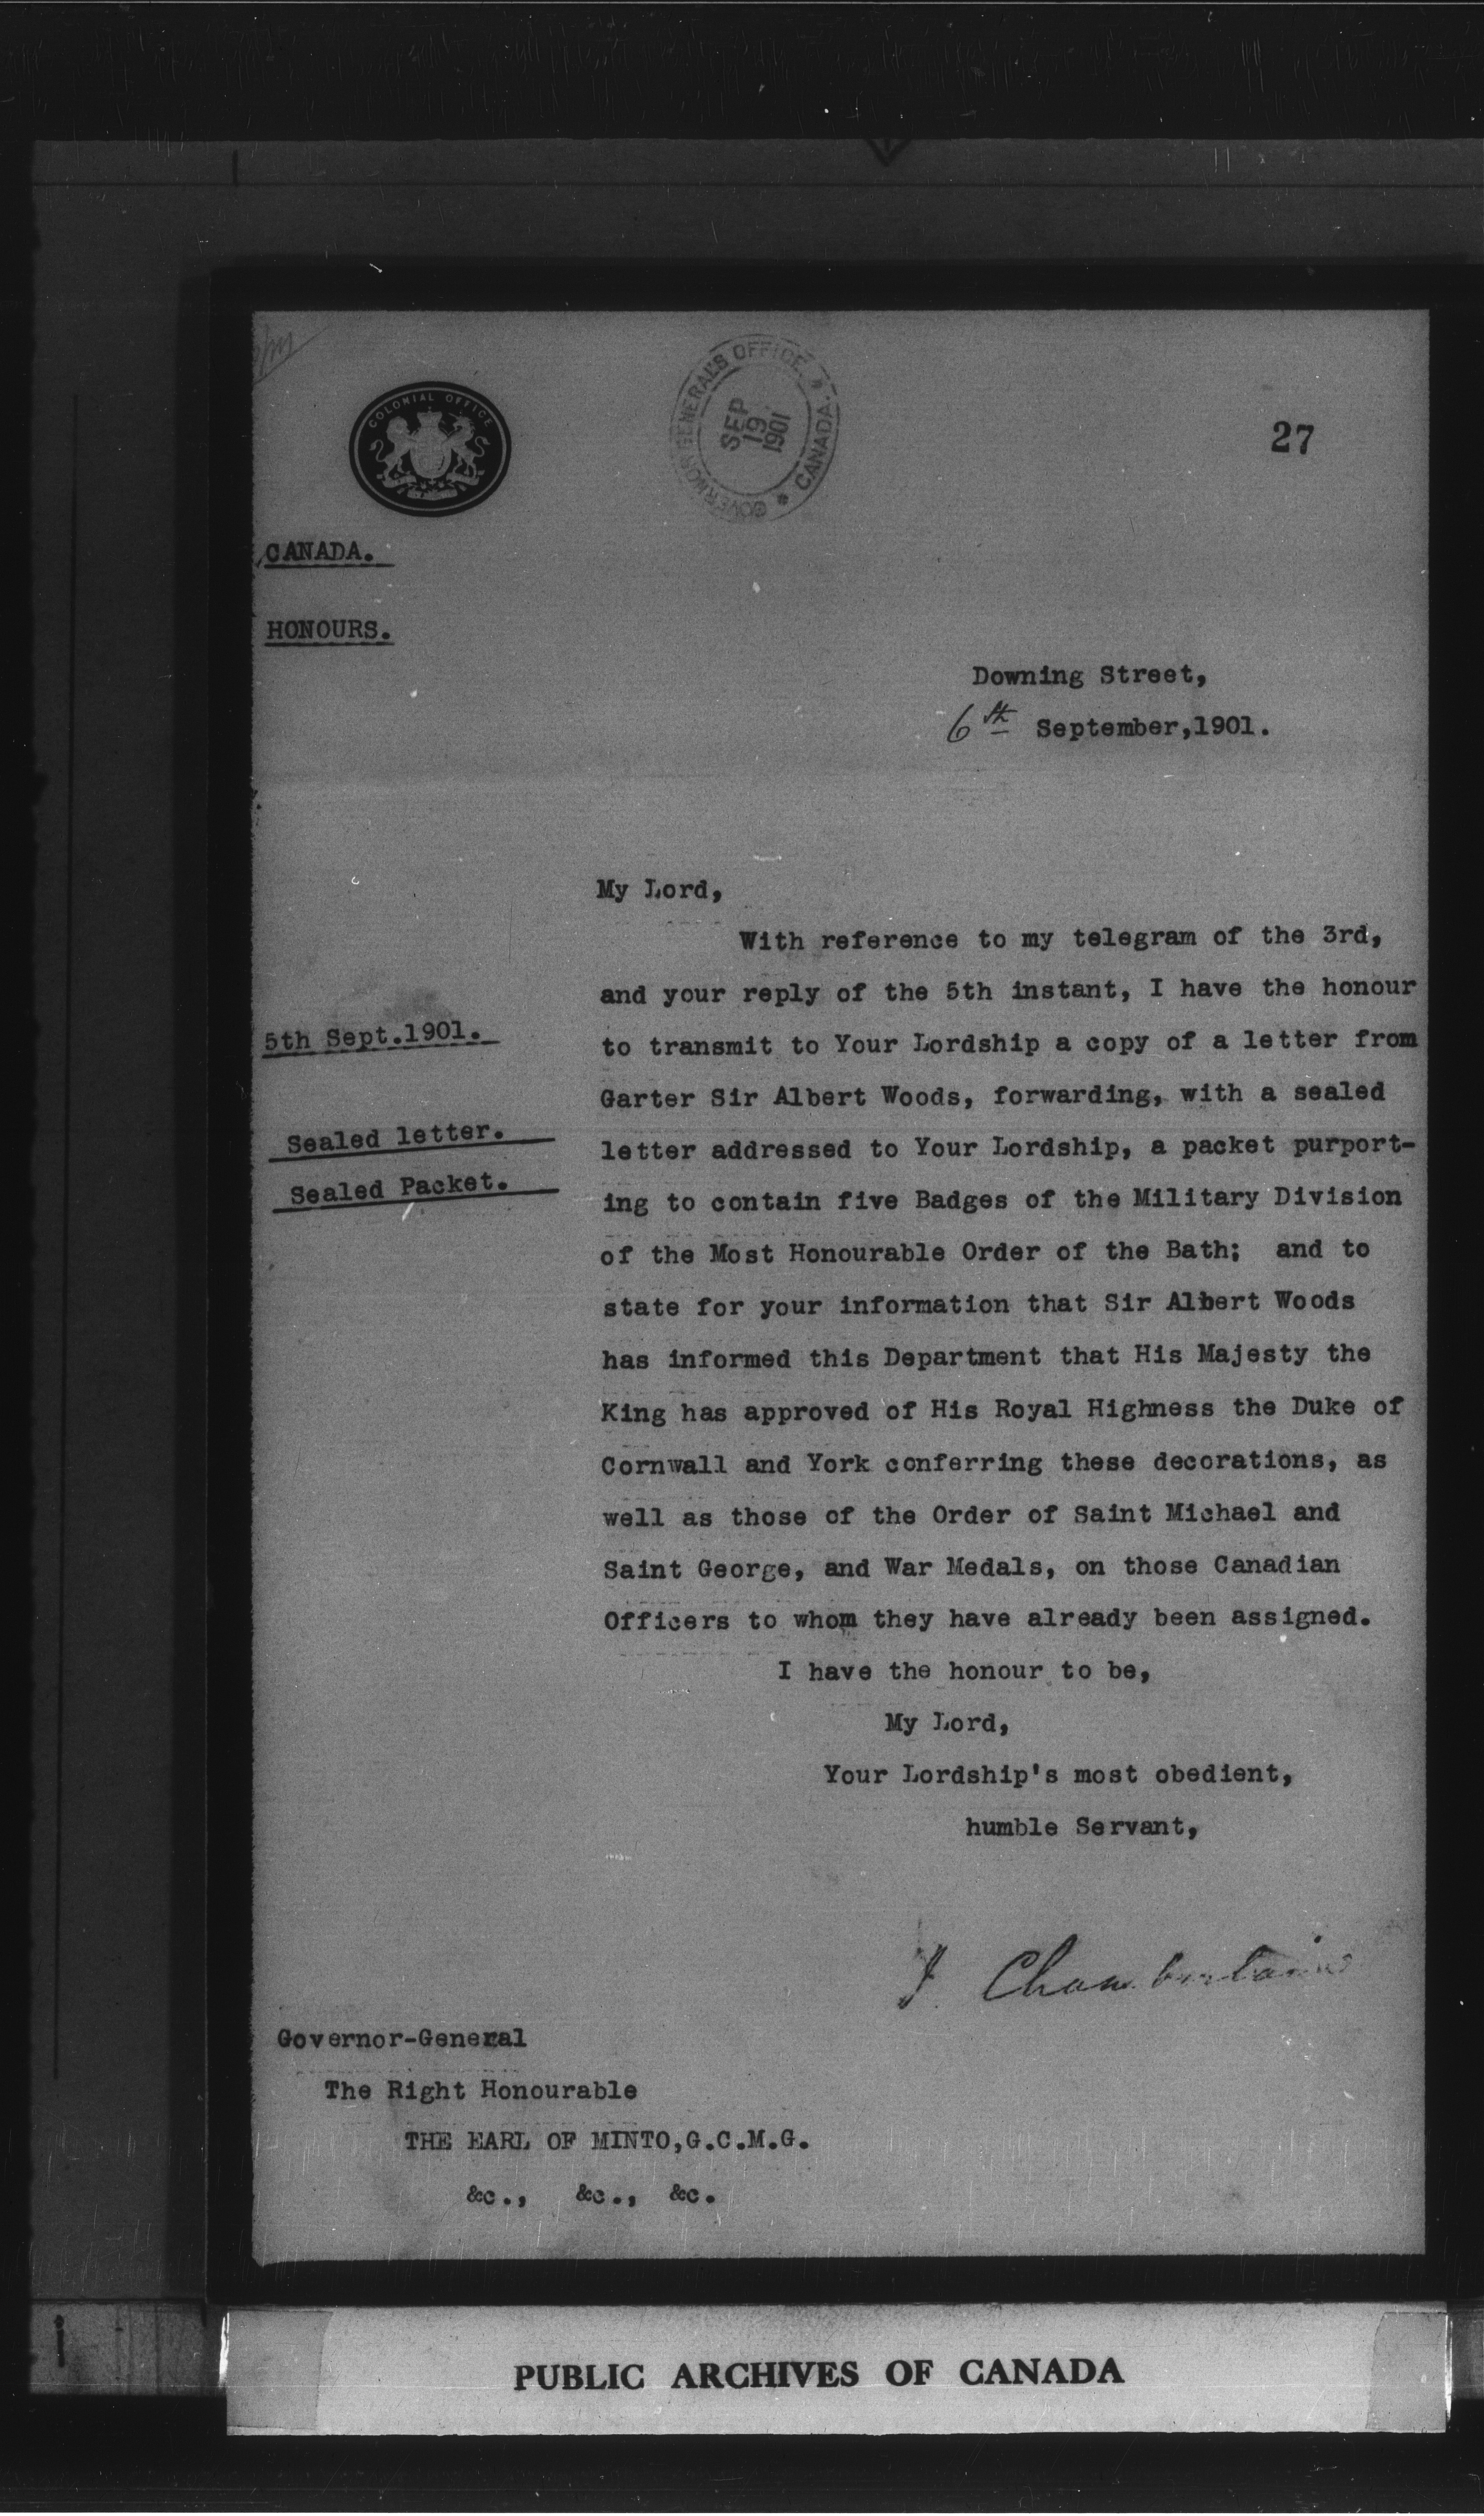 COLONIAL OFFICE
GOVERNOR GENERAL'S OFFICE * CANADA *
SEP
19
1901
27
CANADA.
HONOURS.
Downing Street,
6th September,1901.
My Lord,
With reference to my telegram of the 3rd,
and your reply of the 5th instant, I have the honour
5th Sept.1901.
to transmit to Your Lordship a copy of a letter from
Garter Sir Albert Woods, forwarding, with a sealed
Sealed letter.
letter addressed to Your Lordship, a packet purport-
Sealed Packet.
ing to contain five Badges of the Military Division
of the Most Honourable Order of the Bath; and to
state for your information that Sir Albert Woods
has informed this Department that His Majesty the
King has approved of His Royal Highness the Duke of
Cornwall and York conferring these decorations, as
well as those of the Order of Saint Michael and
Saint George, and War Medals, on those Canadian
Officers to whom they have already been assigned.
I have the honour to be,
My Lord,
Your Lordship's most obedient,
humble Servant,
J. Chamberlain
Governor-General
The Right Honourable
THE EARL OF MINTO,G.C.M.G.
&c., &c., &c.
PUBLIC ARCHIVES OF CANADA